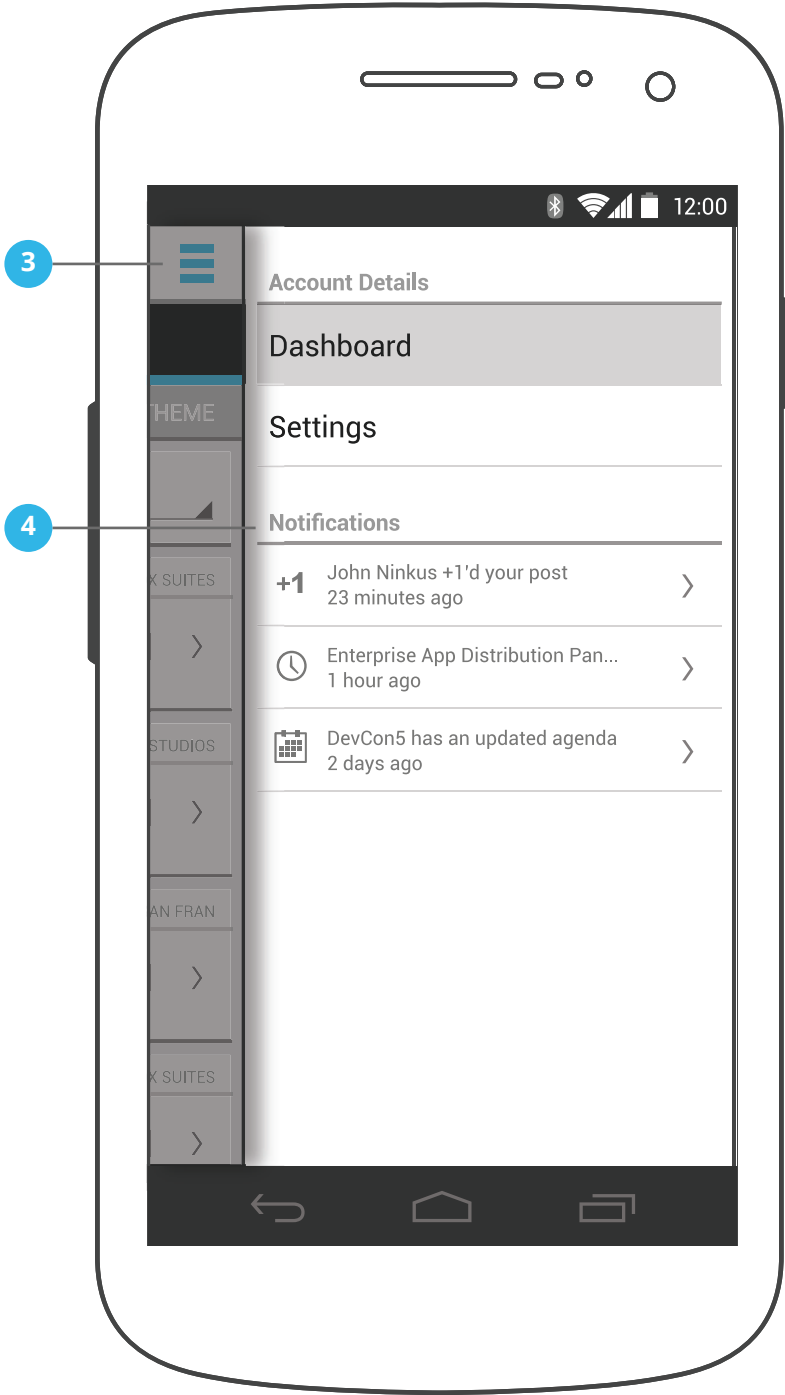 12:00
3
Account Details
Dashboard
THEME
Settings
4
Notifications
+1
John Ninkus +1'd your post
23 minutes ago
X SUITES
Enterprise App Distribution Pan...
1 hour ago
STUDIOS
DevCon5 has an updated agenda
2 days ago
AN FRAN
X SUITES